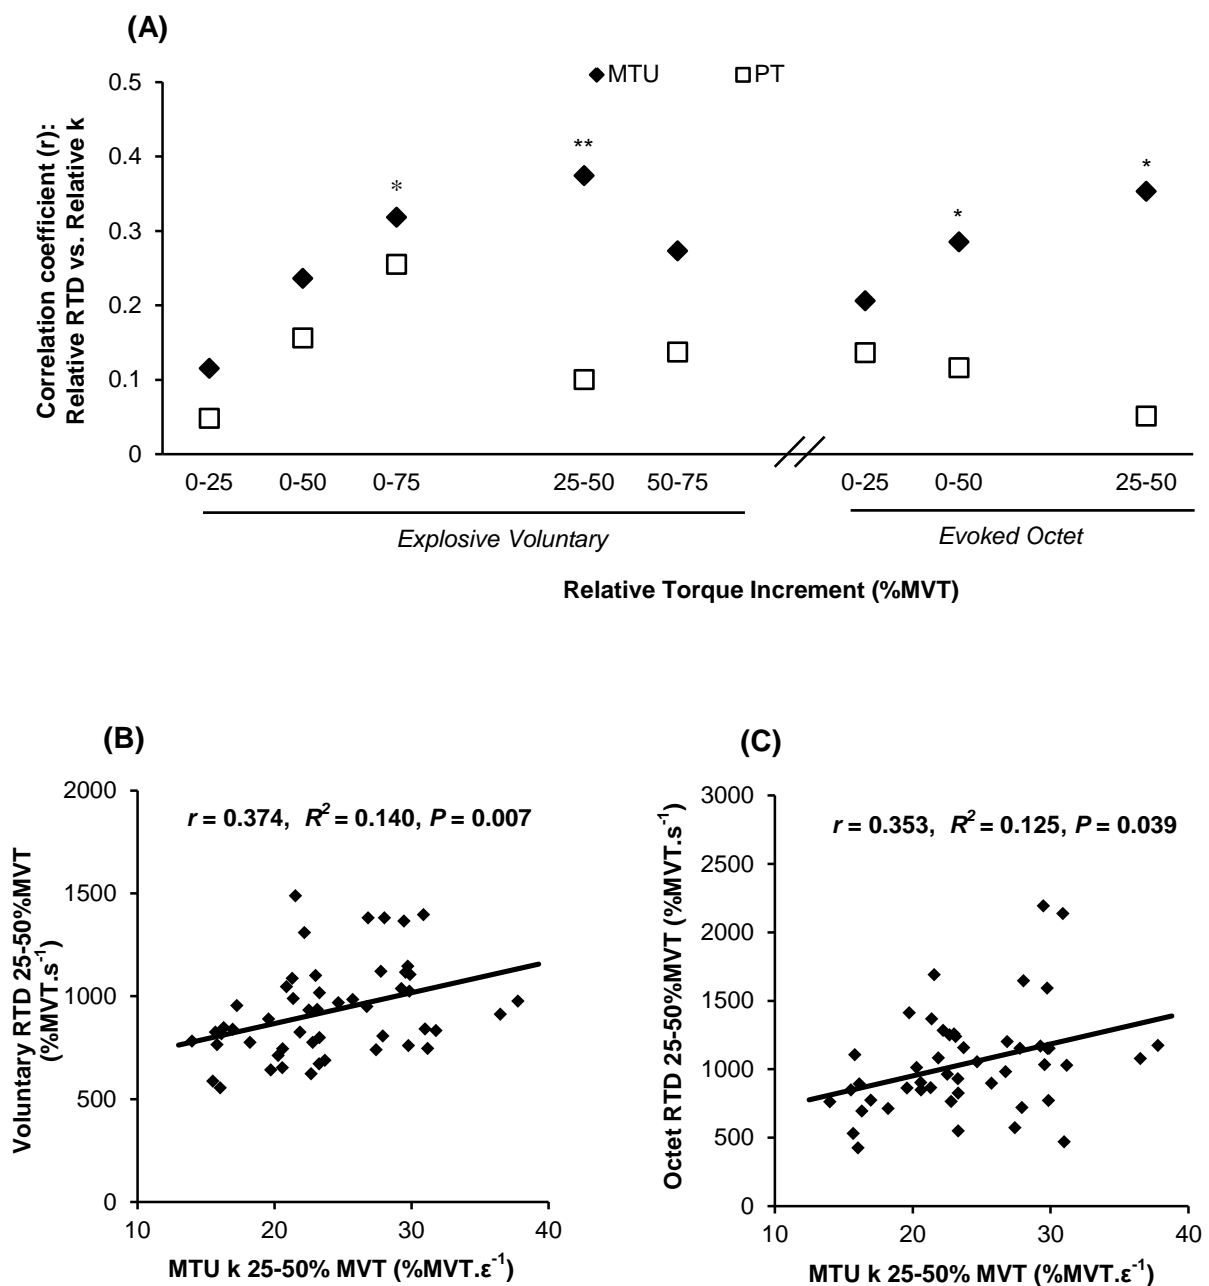 (A)
MTU PT
Correlation coefficient (r):
Relative RTD vs. Relative k
0.5
0.4
0.3
0.2
0.1
0
*
**
*
*
0-25 0-50 0-75 25-50 50-75 0-25 0-50 25-50
Explosive Voluntary Evoked Octet
Relative Torque Increment (%MVT)
(B)
Voluntary RTD 25-50%MVT
(%MVT.s⁻¹)
2000
1500
1000
500
0
r = 0.374, R² = 0.140, P = 0.007
10 20 30 40
MTU k 25-50% MVT (%MVT.ε⁻¹)
(C)
Octet RTD 25-50%MVT (%MVT.s⁻¹)
3000
2500
2000
1500
1000
500
0
r = 0.353, R² = 0.125, P = 0.039
10 20 30 40
MTU k 25-50% MVT (%MVT.ε⁻¹)